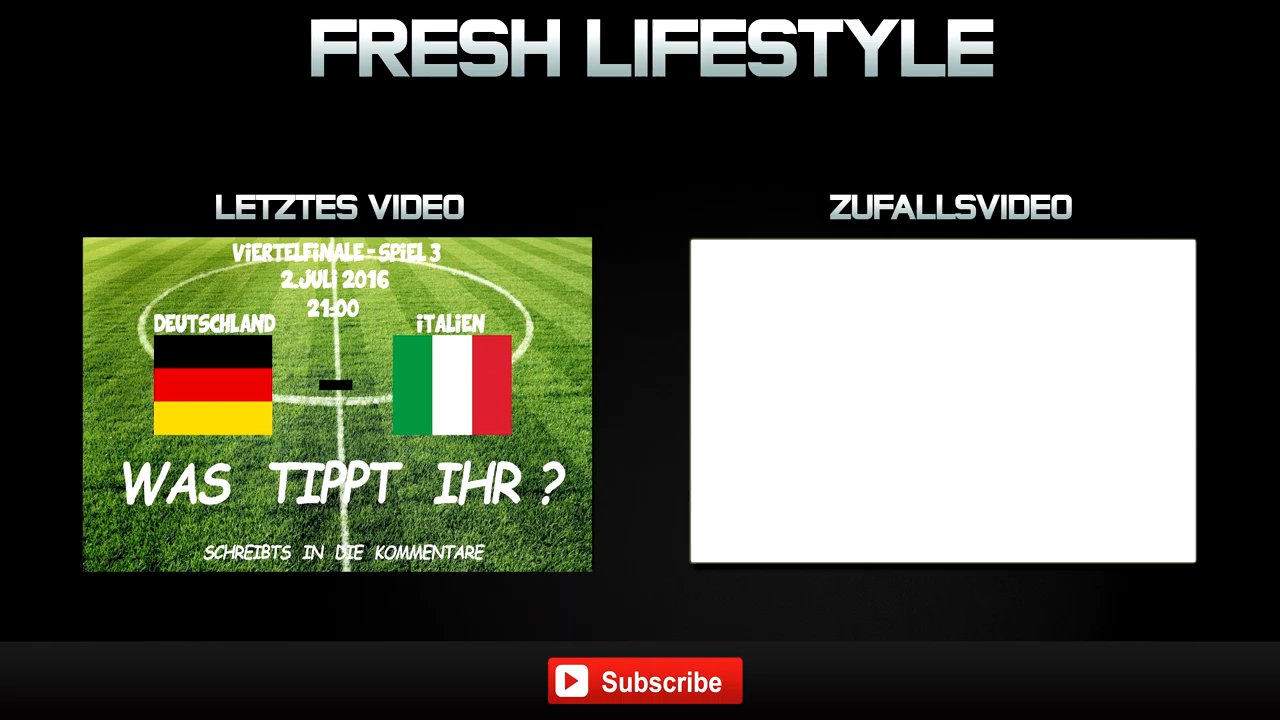 FRESH LIFESTYLE
LETZTES VIDEO
ZUFALLSVIDEO
VIERTELFINALE - SPIEL 3
2.JULI 2016
21:00
DEUTSCHLAND
ITALIEN
-
WAS TIPPT IHR ?
SCHREIBTS IN DIE KOMMENTARE
Subscribe